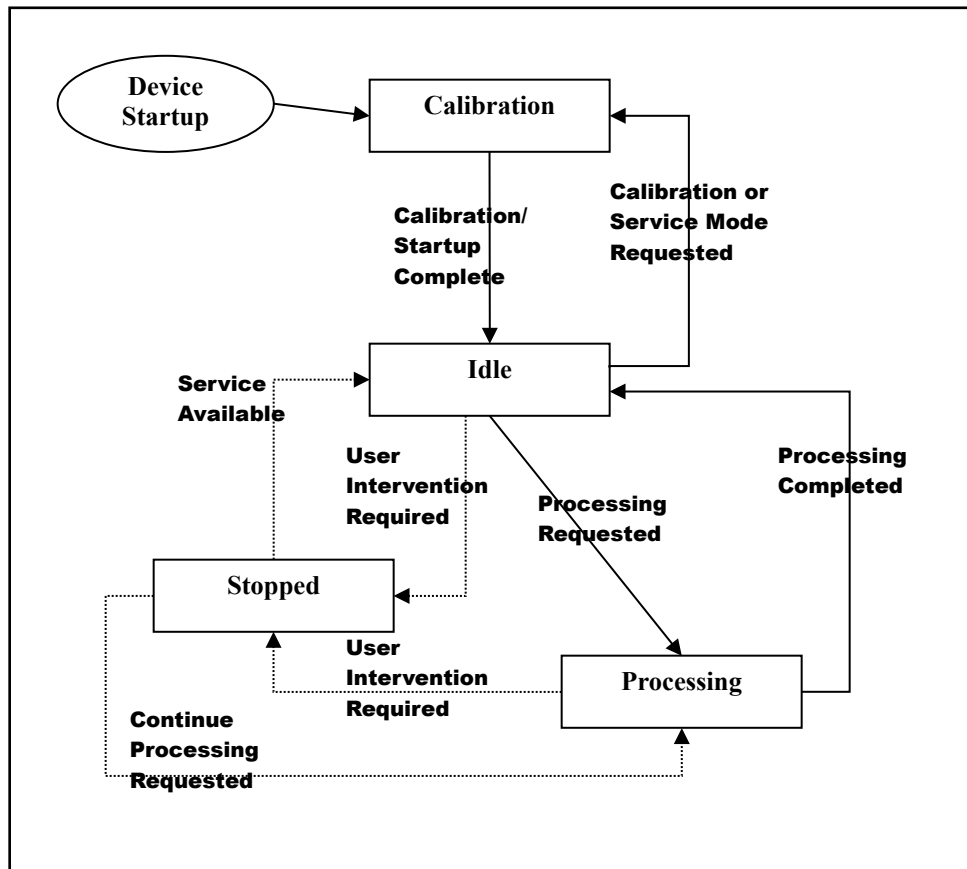 Device
Startup
Calibration
Calibration/
Startup
Complete
Calibration or
Service Mode
Requested
Idle
Service
Available
User
Intervention
Required
Processing
Requested
Processing
Completed
Stopped
User
Intervention
Required
Processing
Continue
Processing
Requested